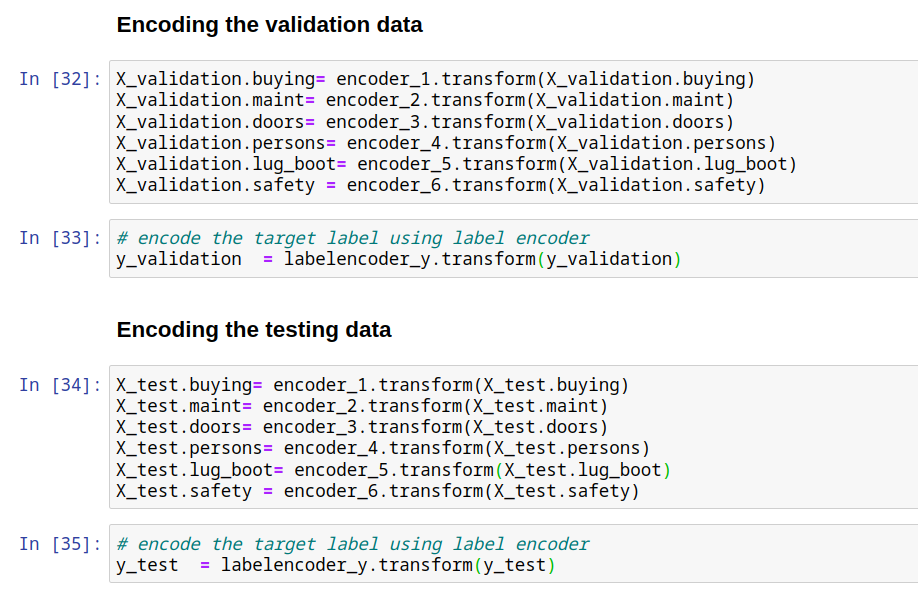 Encoding the validation data
In [32]: X_validation.buying= encoder_1.transform(X_validation.buying)
X_validation.maint= encoder_2.transform(X_validation.maint)
X_validation.doors= encoder_3.transform(X_validation.doors)
X_validation.persons= encoder_4.transform(X_validation.persons)
X_validation.lug_boot= encoder_5.transform(X_validation.lug_boot)
X_validation.safety = encoder_6.transform(X_validation.safety)
In [33]: # encode the target label using label encoder
y_validation  = labelencoder_y.transform(y_validation)
Encoding the testing data
In [34]: X_test.buying= encoder_1.transform(X_test.buying)
X_test.maint= encoder_2.transform(X_test.maint)
X_test.doors= encoder_3.transform(X_test.doors)
X_test.persons= encoder_4.transform(X_test.persons)
X_test.lug_boot= encoder_5.transform(X_test.lug_boot)
X_test.safety = encoder_6.transform(X_test.safety)
In [35]: # encode the target label using label encoder
y_test  = labelencoder_y.transform(y_test)